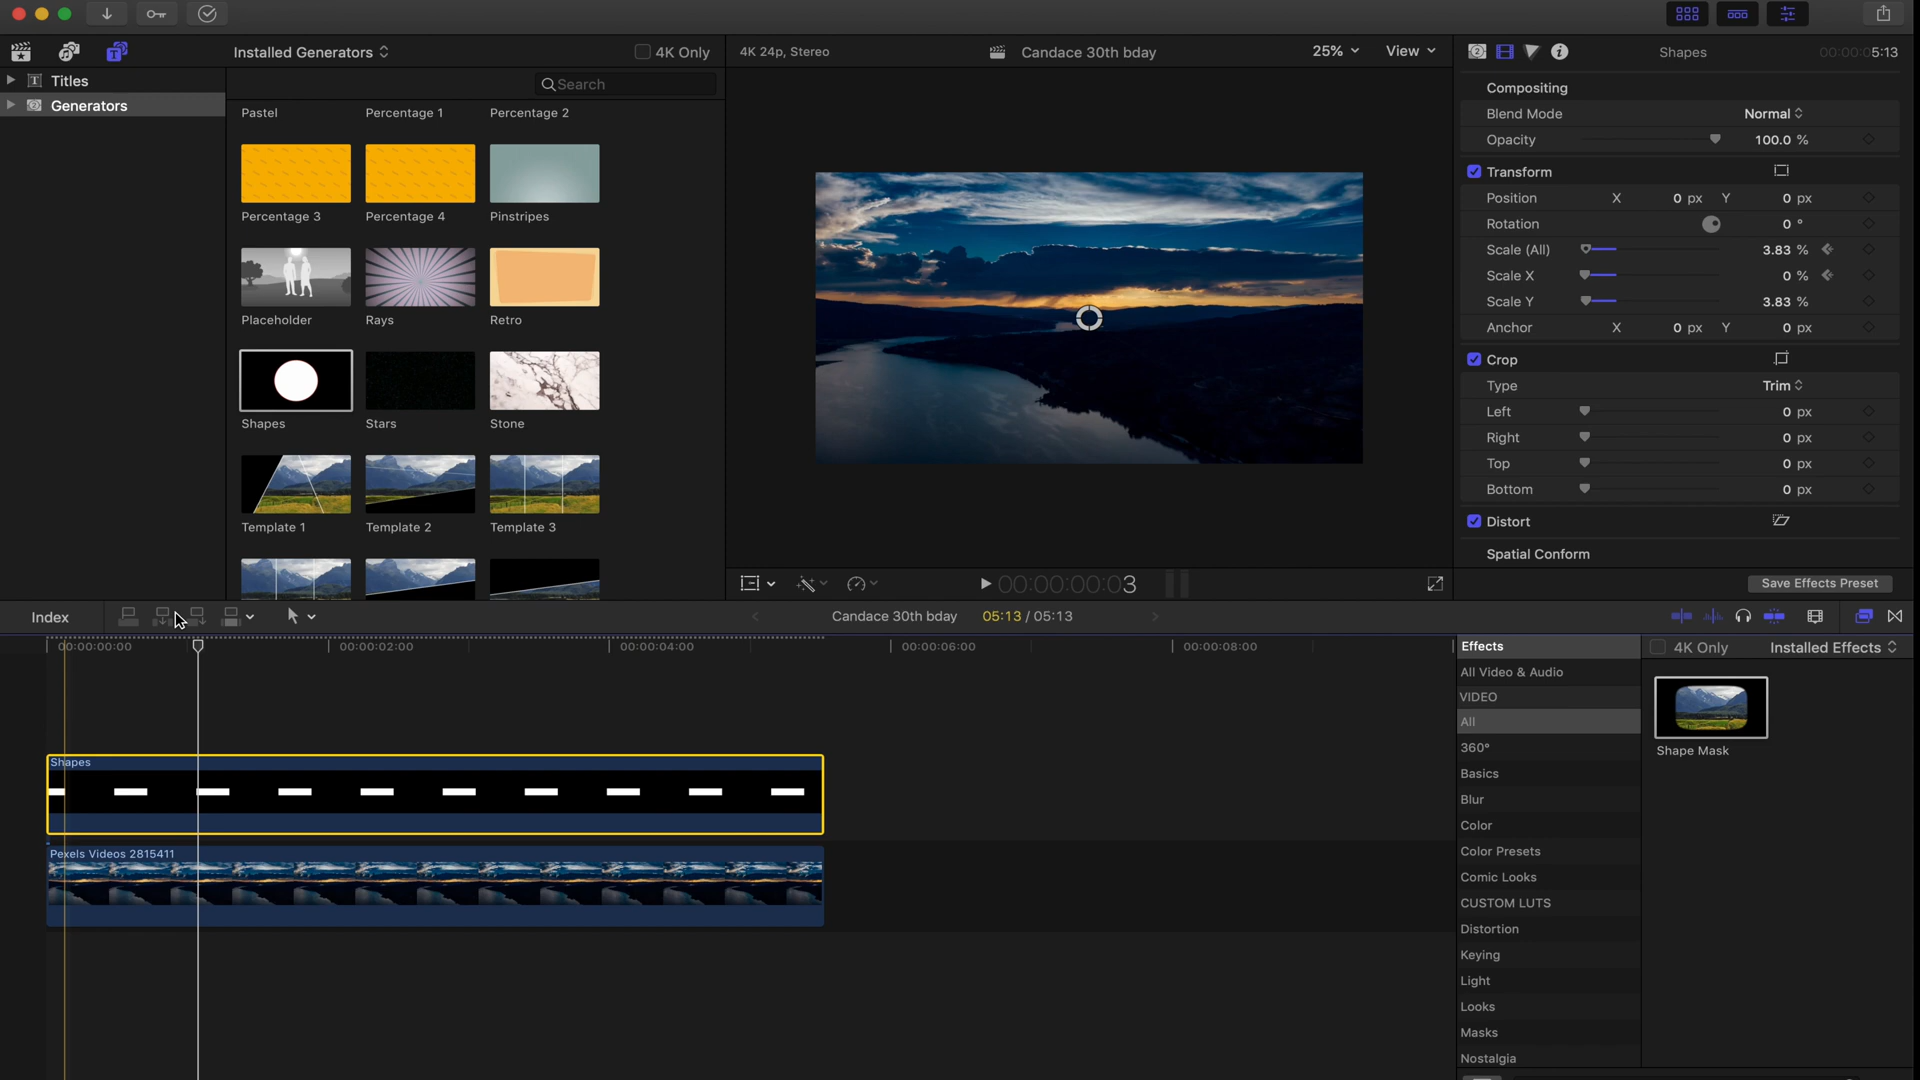 Installed Generators
4K Only
4K 24p, Stereo
Candace 30th bday
25%
View
Shapes
00:00:05:13
Titles
Generators
Search
Pastel
Percentage 1
Percentage 2
Percentage 3
Percentage 4
Pinstripes
Placeholder
Rays
Retro
Shapes
Stars
Stone
Template 1
Template 2
Template 3
Compositing
Blend Mode
Normal
Opacity
100.0 %
Transform
Position X 0 px Y 0 px
Rotation 0 °
Scale (All) 3.83 %
Scale X 0 %
Scale Y 3.83 %
Anchor X 0 px Y 0 px
Crop
Type Trim
Left 0 px
Right 0 px
Top 0 px
Bottom 0 px
Distort
Spatial Conform
00:00:00:03
Save Effects Preset
Index
Candace 30th bday
05:13 / 05:13
00:00:00:00
00:00:02:00
00:00:04:00
00:00:06:00
00:00:08:00
Shapes
Pexels Videos 2815411
Effects
4K Only
Installed Effects
All Video & Audio
VIDEO
All
360°
Basics
Blur
Color
Color Presets
Comic Looks
CUSTOM LUTS
Distortion
Keying
Light
Looks
Masks
Nostalgia
Shape Mask